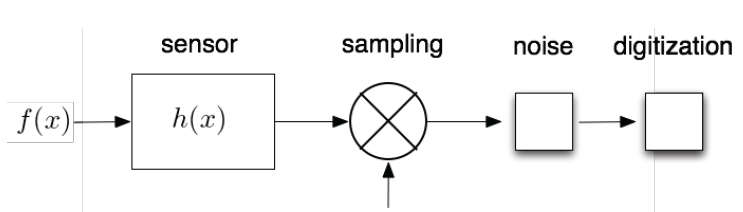 sensor sampling noise digitization
f(x) h(x)